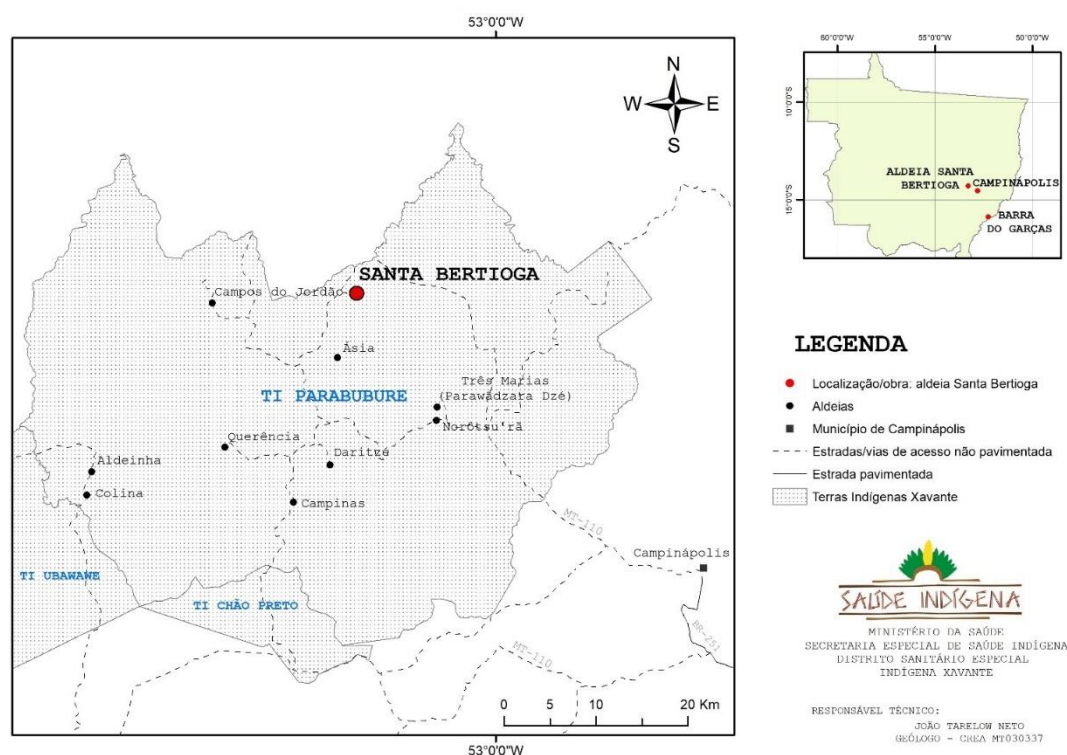 53°0'0"W
N
W E
S
SANTA BERTIOGA
Campos do Jordão
Ásia
TI PARABUBURE
Três Marias
(Parawãdzara Dzé)
Norõtsu'rã
Querência
Daritzé
Aldeinha
Colina
Campinas
MT-110
Campinápolis
TI UBAWAWE
TI CHÃO PRETO
MT-110
BR-251
0 5 10 20 Km
53°0'0"W
60°0'0"W 55°0'0"W 50°0'0"W
10°0'0"S
15°0'0"S
ALDEIA SANTA
BERTIOGA
CAMPINÁPOLIS
BARRA
DO GARÇAS
LEGENDA
Localização/obra: aldeia Santa Bertioga
Aldeias
Município de Campinápolis
Estradas/vias de acesso não pavimentada
Estrada pavimentada
Terras Indígenas Xavante
SAÚDE INDÍGENA
MINISTÉRIO DA SAÚDE
SECRETARIA ESPECIAL DE SAÚDE INDÍGENA
DISTRITO SANITÁRIO ESPECIAL
INDÍGENA XAVANTE
RESPONSÁVEL TÉCNICO:
JOÃO TARELOW NETO
GEÓLOGO - CREA MT030337